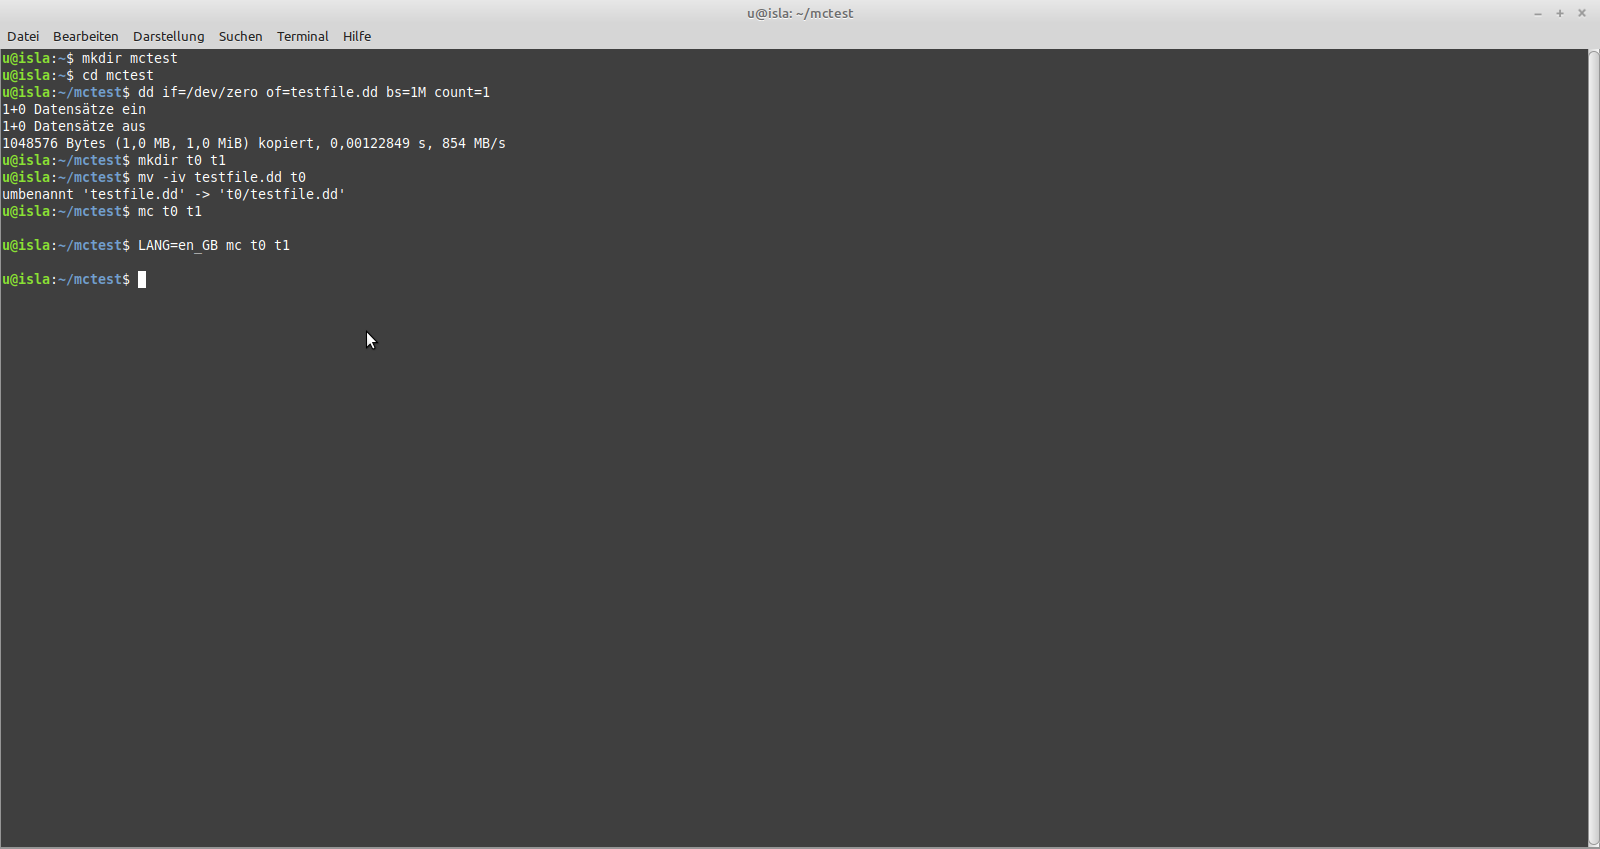 u@isla: ~/mctest
Datei Bearbeiten Darstellung Suchen Terminal Hilfe
u@isla:~$ mkdir mctest
u@isla:~$ cd mctest
u@isla:~/mctest$ dd if=/dev/zero of=testfile.dd bs=1M count=1
1+0 Datensätze ein
1+0 Datensätze aus
1048576 Bytes (1,0 MB, 1,0 MiB) kopiert, 0,00122849 s, 854 MB/s
u@isla:~/mctest$ mkdir t0 t1
u@isla:~/mctest$ mv -iv testfile.dd t0
umbenannt 'testfile.dd' -> 't0/testfile.dd'
u@isla:~/mctest$ mc t0 t1
u@isla:~/mctest$ LANG=en_GB mc t0 t1
u@isla:~/mctest$